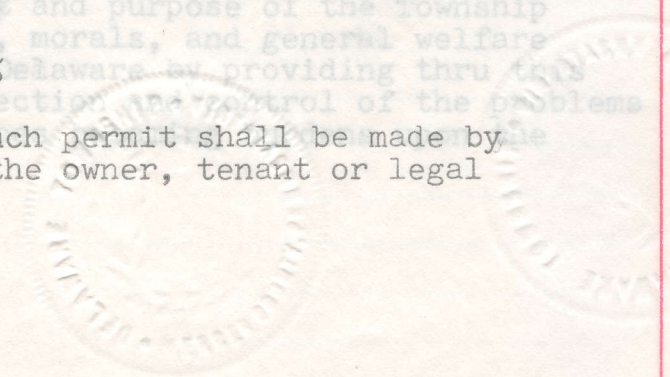 and purpose of the Township
, morals, and general welfare
Delaware by providing thru this
ection and control of the problems
ch permit shall be made by
the owner, tenant or legal